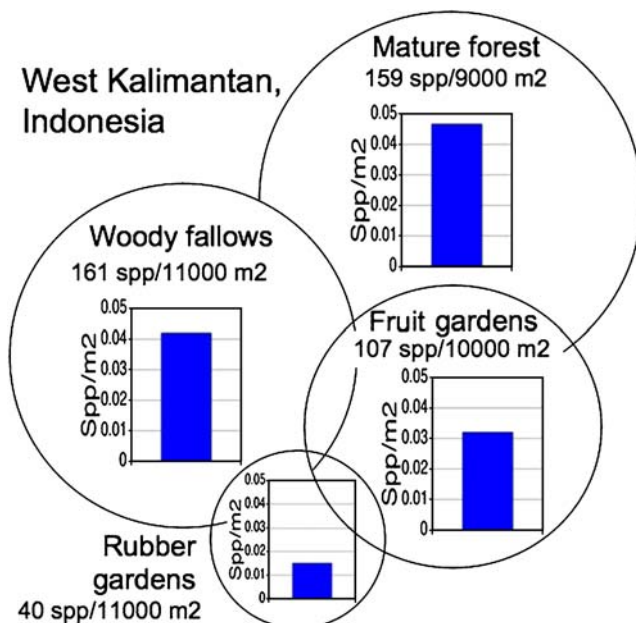 West Kalimantan,
Indonesia
Mature forest
159 spp/9000 m2
Spp/m2
0.05
0.04
0.03
0.02
0.01
0
Woody fallows
161 spp/11000 m2
Spp/m2
0.05
0.04
0.03
0.02
0.01
0
Fruit gardens
107 spp/10000 m2
Spp/m2
0.05
0.04
0.03
0.02
0.01
0
Rubber
gardens
40 spp/11000 m2
Spp/m2
0.05
0.04
0.03
0.02
0.01
0